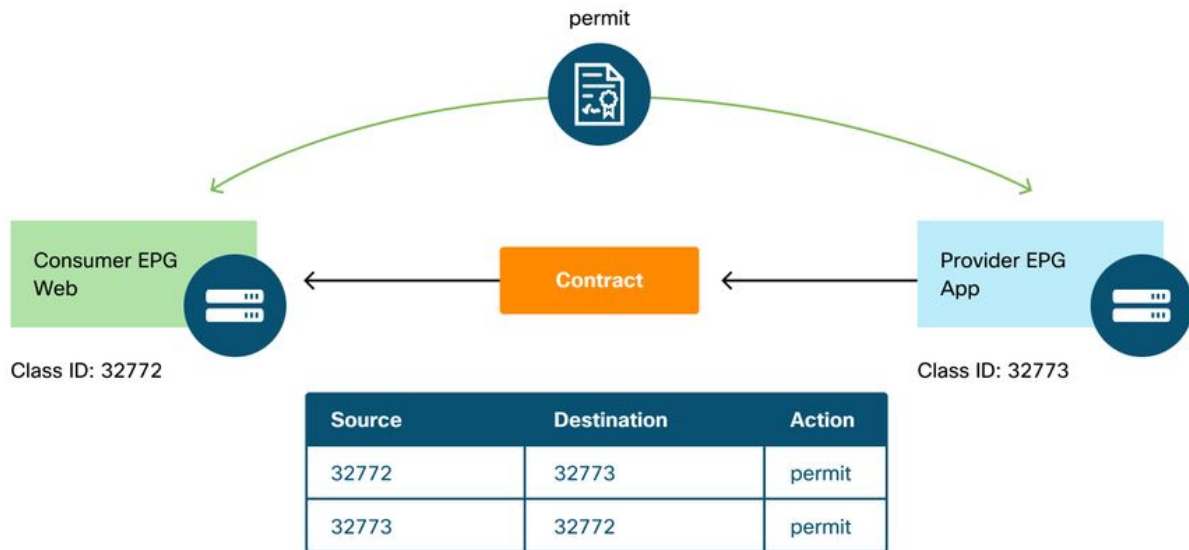 permit
Consumer EPG
Web
Contract
Provider EPG
App
Class ID: 32772
Class ID: 32773
Source Destination Action
32772 32773 permit
32773 32772 permit